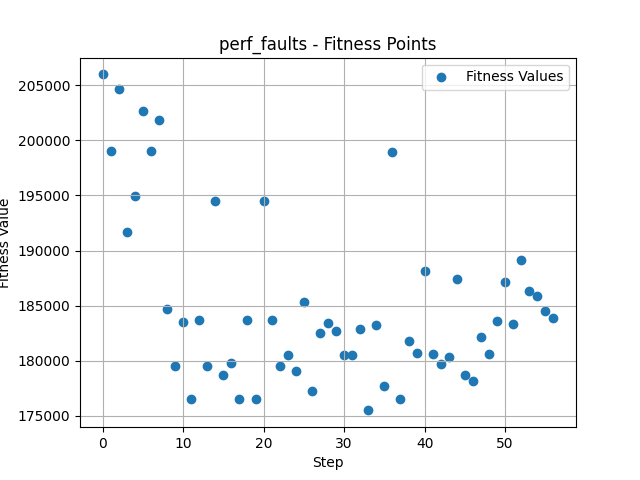 perf_faults - Fitness Points
Fitness Values
Fitness Value
205000
200000
195000
190000
185000
180000
175000
0 10 20 30 40 50
Step